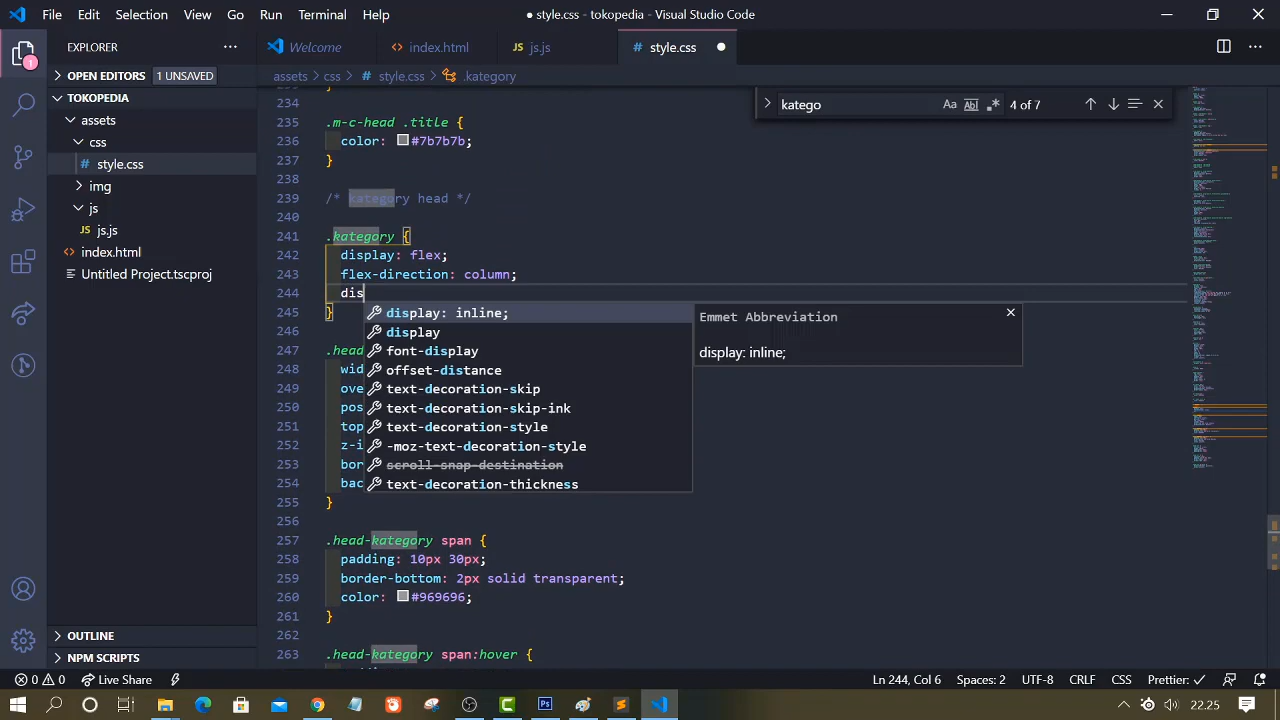 File Edit Selection View Go Run Terminal Help
● style.css - tokopedia - Visual Studio Code
EXPLORER
Welcome
index.html
js.js
style.css
OPEN EDITORS 1 UNSAVED
assets > css > # style.css > .kategory
TOKOPEDIA
assets
css
style.css
img
js
js.js
index.html
Untitled Project.tscproj
katego
Aa Abl 4 of 7
234
235 .m-c-head .title {
236 color: #7b7b7b;
237 }
238
239 /* kategory head */
240
241 .kategory {
242 display: flex;
243 flex-direction: column;
244 dis
245 }
246
247 .head
248 wid
249 ove
250 pos
251 top
252 z-i
253 bor
254 bac
255 }
256
257 .head-kategory span {
258 padding: 10px 30px;
259 border-bottom: 2px solid transparent;
260 color: #969696;
261 }
262
263 .head-kategory span:hover {
display: inline;
display
font-display
offset-distance
text-decoration-skip
text-decoration-skip-ink
text-decoration-style
-moz-text-decoration-style
scroll-snap-destination
text-decoration-thickness
Emmet Abbreviation
display: inline;
OUTLINE
NPM SCRIPTS
0 0 Live Share
Ln 244, Col 6 Spaces: 2 UTF-8 CRLF CSS Prettier: ✓
22.25